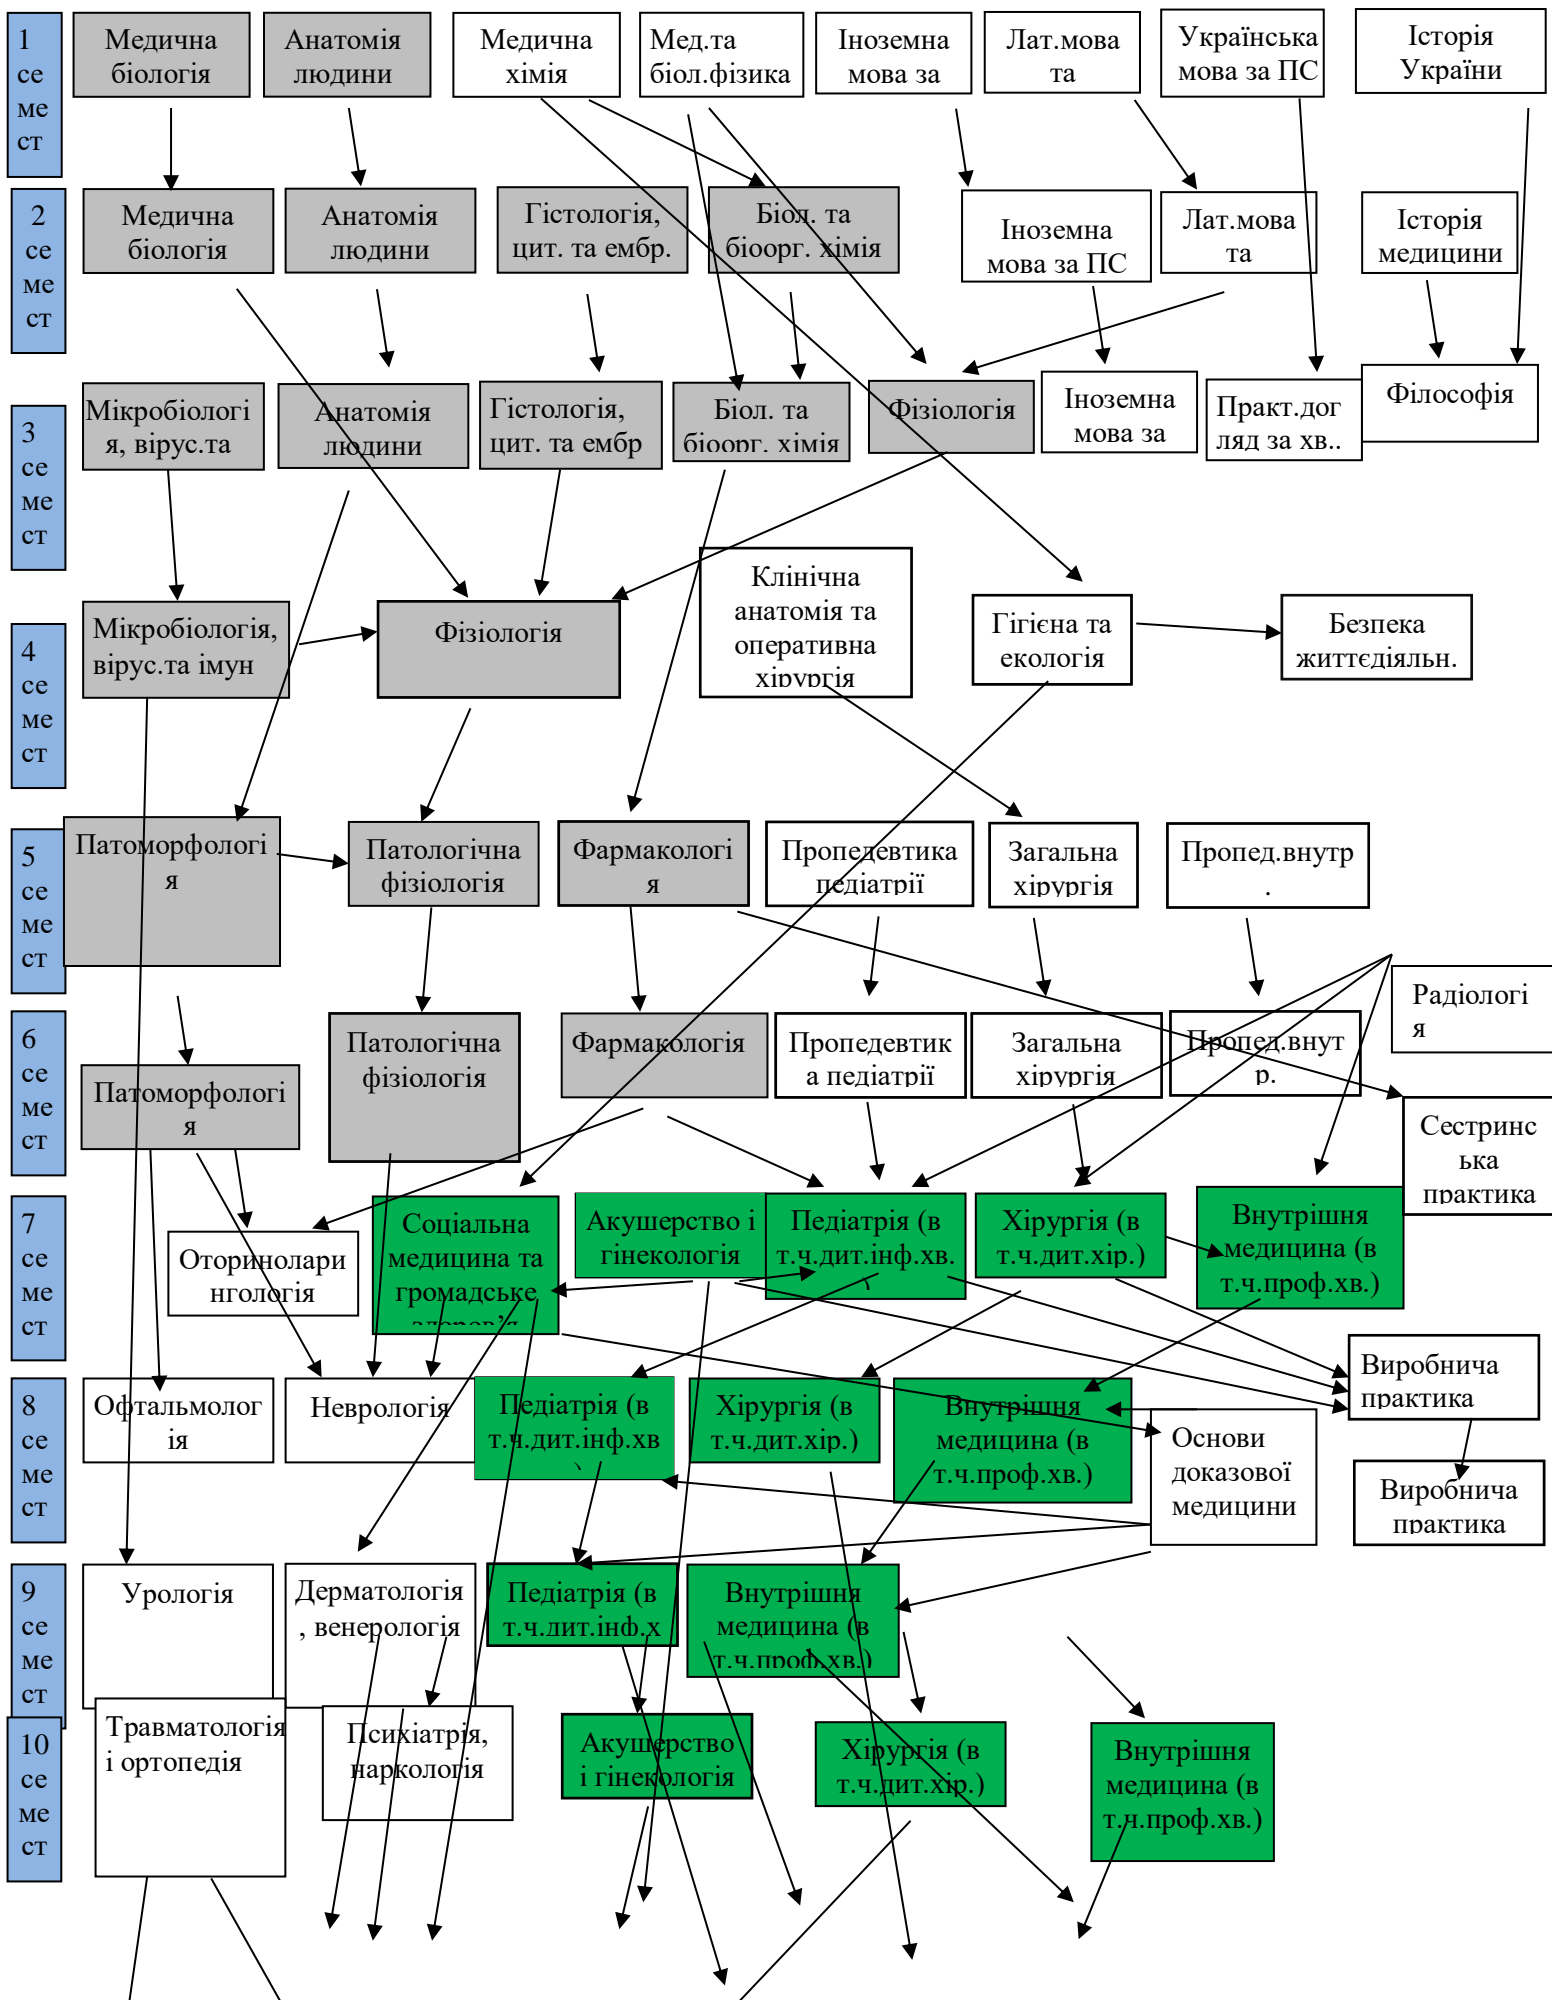 1
се
ме
ст
Медична
біологія
Анатомія
людини
Медична
хімія
Мед.та
біол.фізика
Іноземна
мова за
Лат.мова
та
Українська
мова за ПС
Історія
України
2
се
ме
ст
Медична
біологія
Анатомія
людини
Гістологія,
цит. та ембр.
Біол. та
біоорг. хімія
Іноземна
мова за ПС
Лат.мова
та
Історія
медицини
3
се
ме
ст
Мікробіологі
я, вірус.та
Анатомія
людини
Гістологія,
цит. та ембр
Біол. та
біоорг. хімія
Фізіологія
Іноземна
мова за
Практ.дог
ляд за хв..
Філософія
4
се
ме
ст
Мікробіологія,
вірус.та імун
Фізіологія
Клінічна
анатомія та
оперативна
хірургія
Гігієна та
екологія
Безпека
життєдіяльн.
5
се
ме
ст
Патоморфологі
я
Патологічна
фізіологія
Фармакологі
я
Пропедевтика
педіатрії
Загальна
хірургія
Пропед.внутр
.
Радіологі
я
6
се
ме
ст
Патоморфологі
я
Патологічна
фізіологія
Фармакологія
Пропедевтик
а педіатрії
Загальна
хірургія
Пропед.внут
р.
Сестринс
ька
практика
7
се
ме
ст
Оторинолари
нгологія
Соціальна
медицина та
громадське
здоров’я
Акушерство і
гінекологія
Педіатрія (в
т.ч.дит.інф.хв.
)
Хірургія (в
т.ч.дит.хір.)
Внутрішня
медицина (в
т.ч.проф.хв.)
Виробнича
практика
8
се
ме
ст
Офтальмолог
ія
Неврологія
Педіатрія (в
т.ч.дит.інф.хв
)
Хірургія (в
т.ч.дит.хір.)
Внутрішня
медицина (в
т.ч.проф.хв.)
Основи
доказової
медицини
Виробнича
практика
9
се
ме
ст
Урологія
Дерматологія
, венерологія
Педіатрія (в
т.ч.дит.інф.х
Внутрішня
медицина (в
т.ч.проф.хв.)
10
се
ме
ст
Травматологія
і ортопедія
Психіатрія,
наркологія
Акушерство
і гінекологія
Хірургія (в
т.ч.дит.хір.)
Внутрішня
медицина (в
т.ч.проф.хв.)